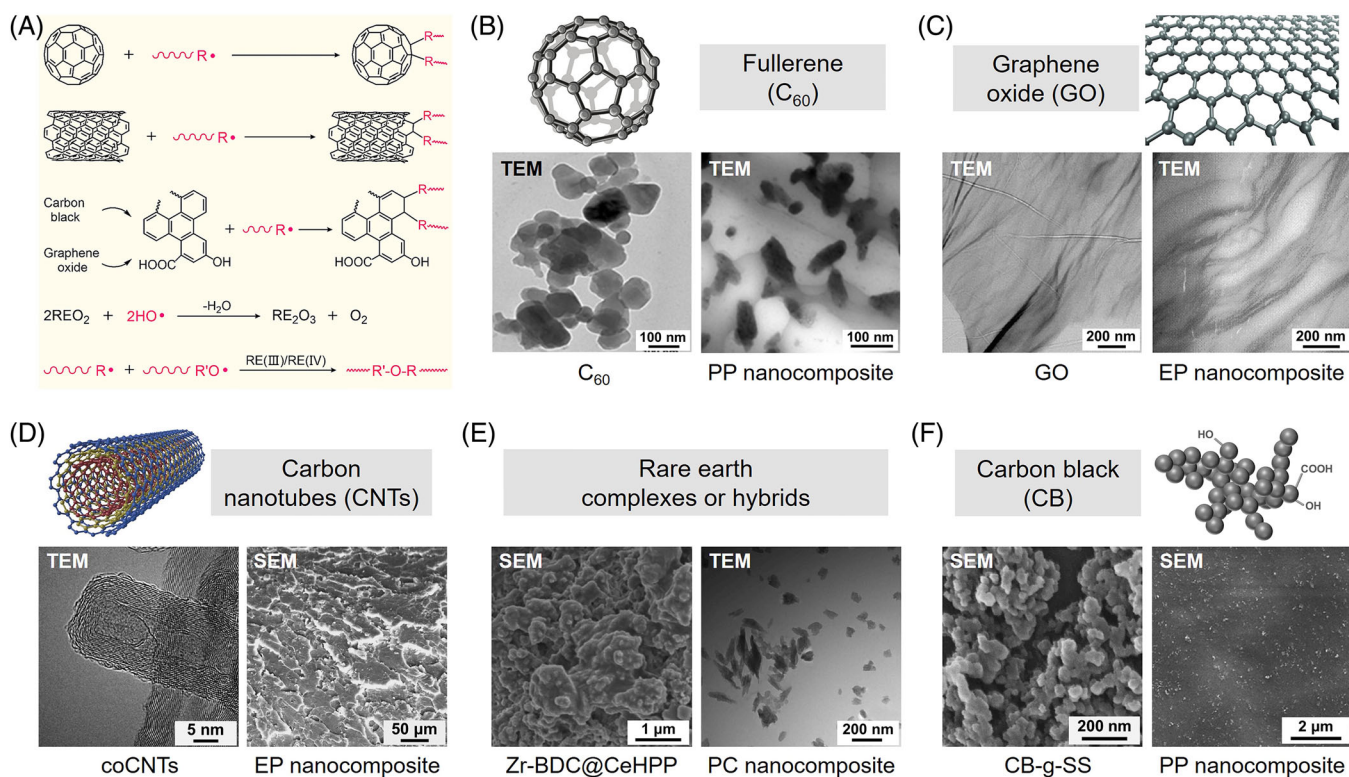 (A)
+ R•
R
R
+ R•
R
R
Carbon
black
Graphene
oxide
HOOC
OH
+ R•
R
R
HOOC
OH
2REO₂ + 2HO• -H₂O RE₂O₃ + O₂
R• + R'O• RE(III)/RE(IV) R'-O-R
(B)
Fullerene
(C₆₀)
TEM
100 nm
C₆₀
TEM
100 nm
PP nanocomposite
(C)
Graphene
oxide (GO)
TEM
200 nm
GO
TEM
200 nm
EP nanocomposite
(D)
Carbon
nanotubes (CNTs)
TEM
5 nm
coCNTs
SEM
50 μm
EP nanocomposite
(E)
Rare earth
complexes or hybrids
SEM
1 μm
Zr-BDC@CeHPP
TEM
200 nm
PC nanocomposite
(F)
Carbon black
(CB)
HO
COOH
OH
SEM
200 nm
CB-g-SS
SEM
2 μm
PP nanocomposite